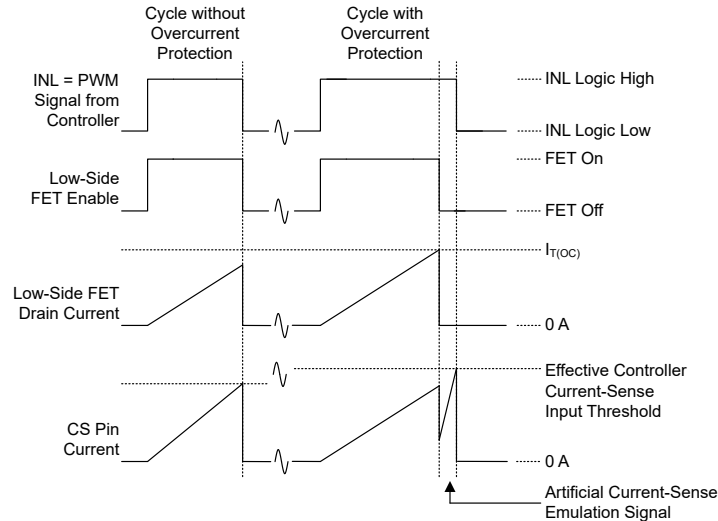 Cycle without
Overcurrent
Protection
Cycle with
Overcurrent
Protection
INL = PWM
Signal from
Controller
INL Logic High
INL Logic Low
Low-Side
FET Enable
FET On
FET Off
Low-Side FET
Drain Current
IT(OC)
0 A
CS Pin
Current
Effective Controller
Current-Sense
Input Threshold
0 A
Artificial Current-Sense
Emulation Signal